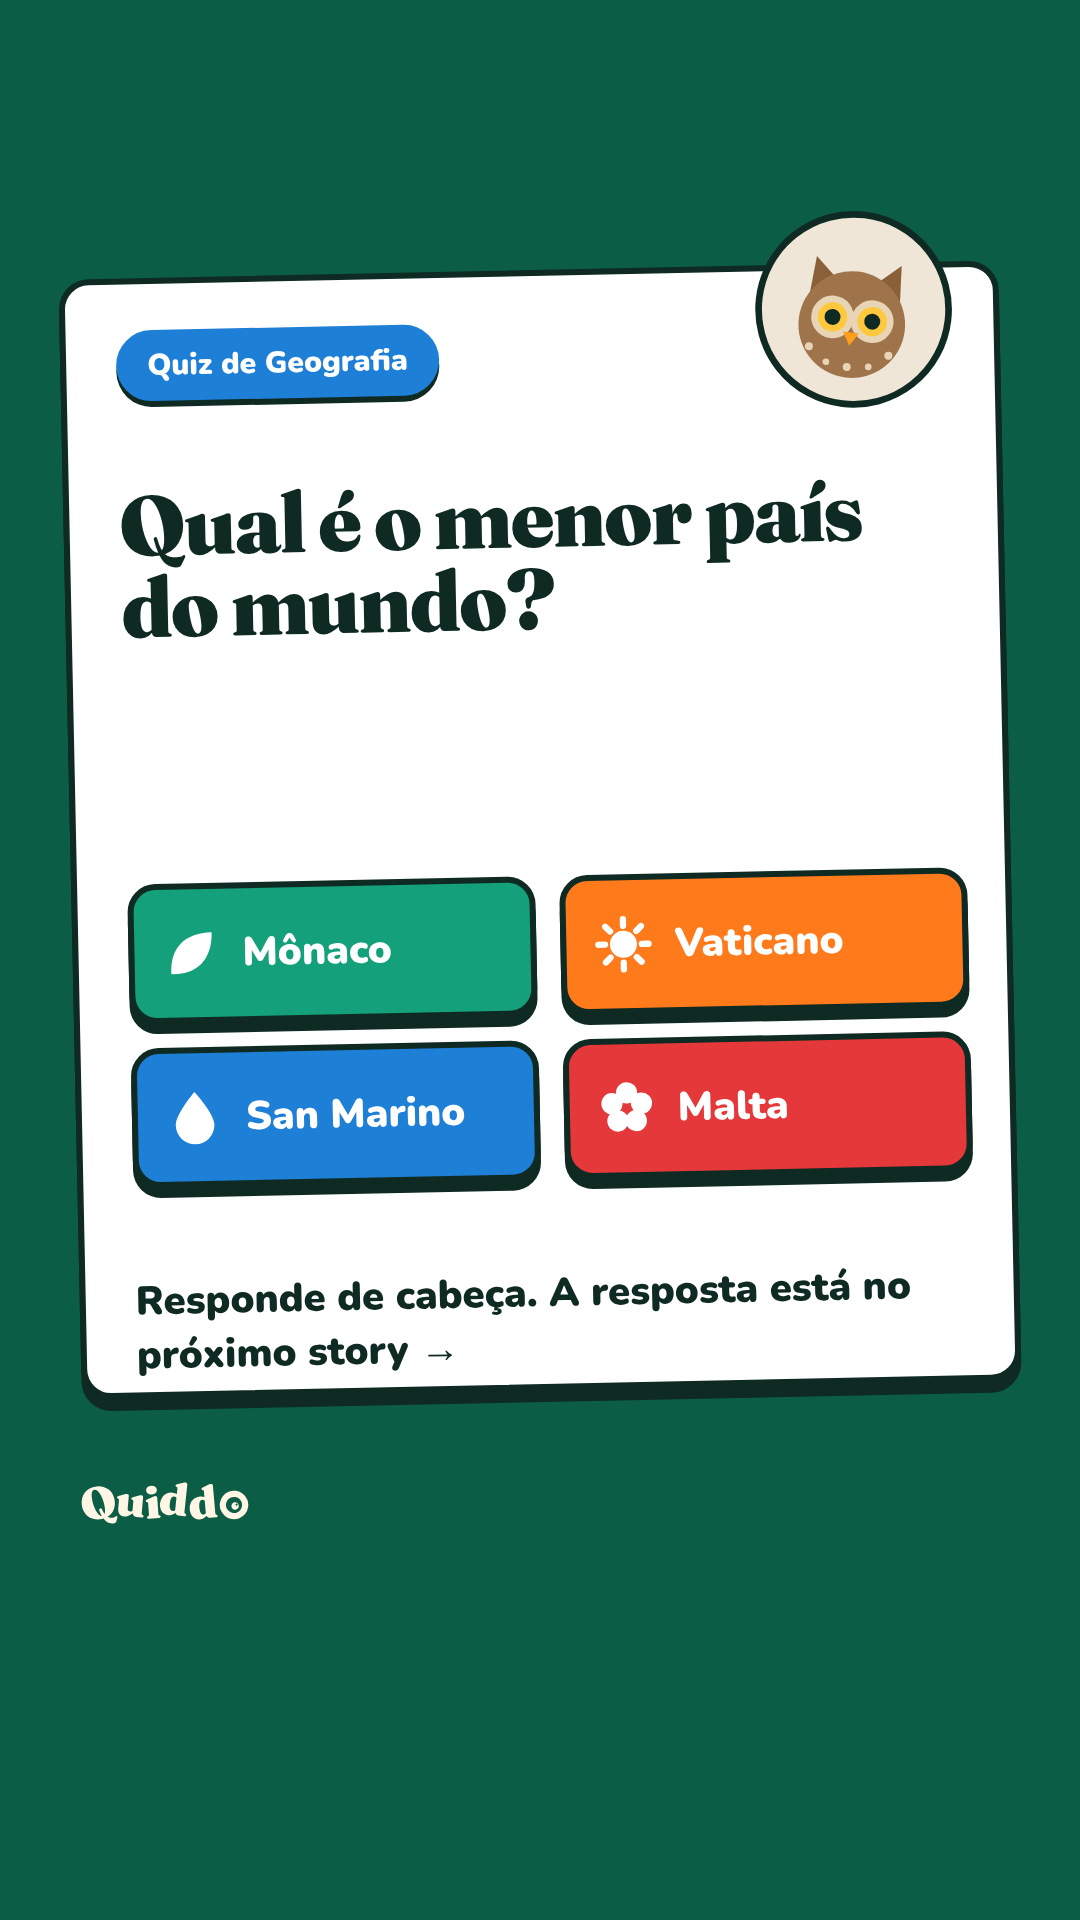 Quiz de Geografia
Qual é o menor país
do mundo?
Mônaco
Vaticano
San Marino
Malta
Responde de cabeça. A resposta está no
próximo story →
Quiddo